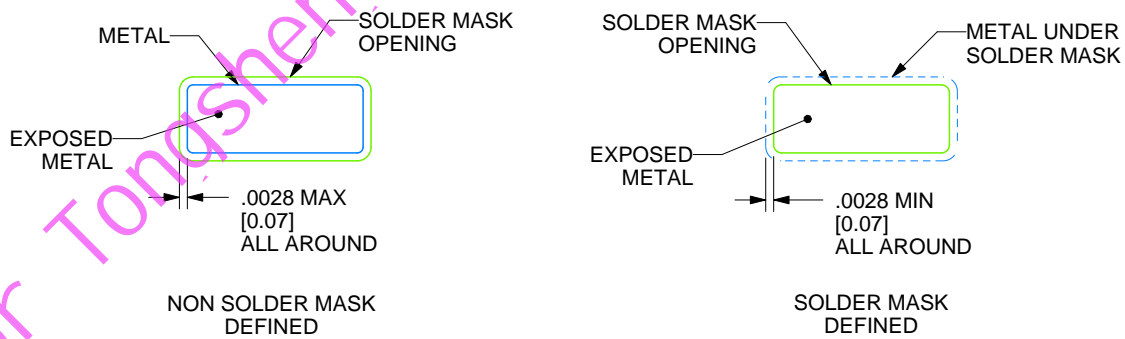 METAL
SOLDER MASK
OPENING
EXPOSED
METAL
.0028 MAX
[0.07]
ALL AROUND
NON SOLDER MASK
DEFINED
SOLDER MASK
OPENING
METAL UNDER
SOLDER MASK
EXPOSED
METAL
.0028 MIN
[0.07]
ALL AROUND
SOLDER MASK
DEFINED